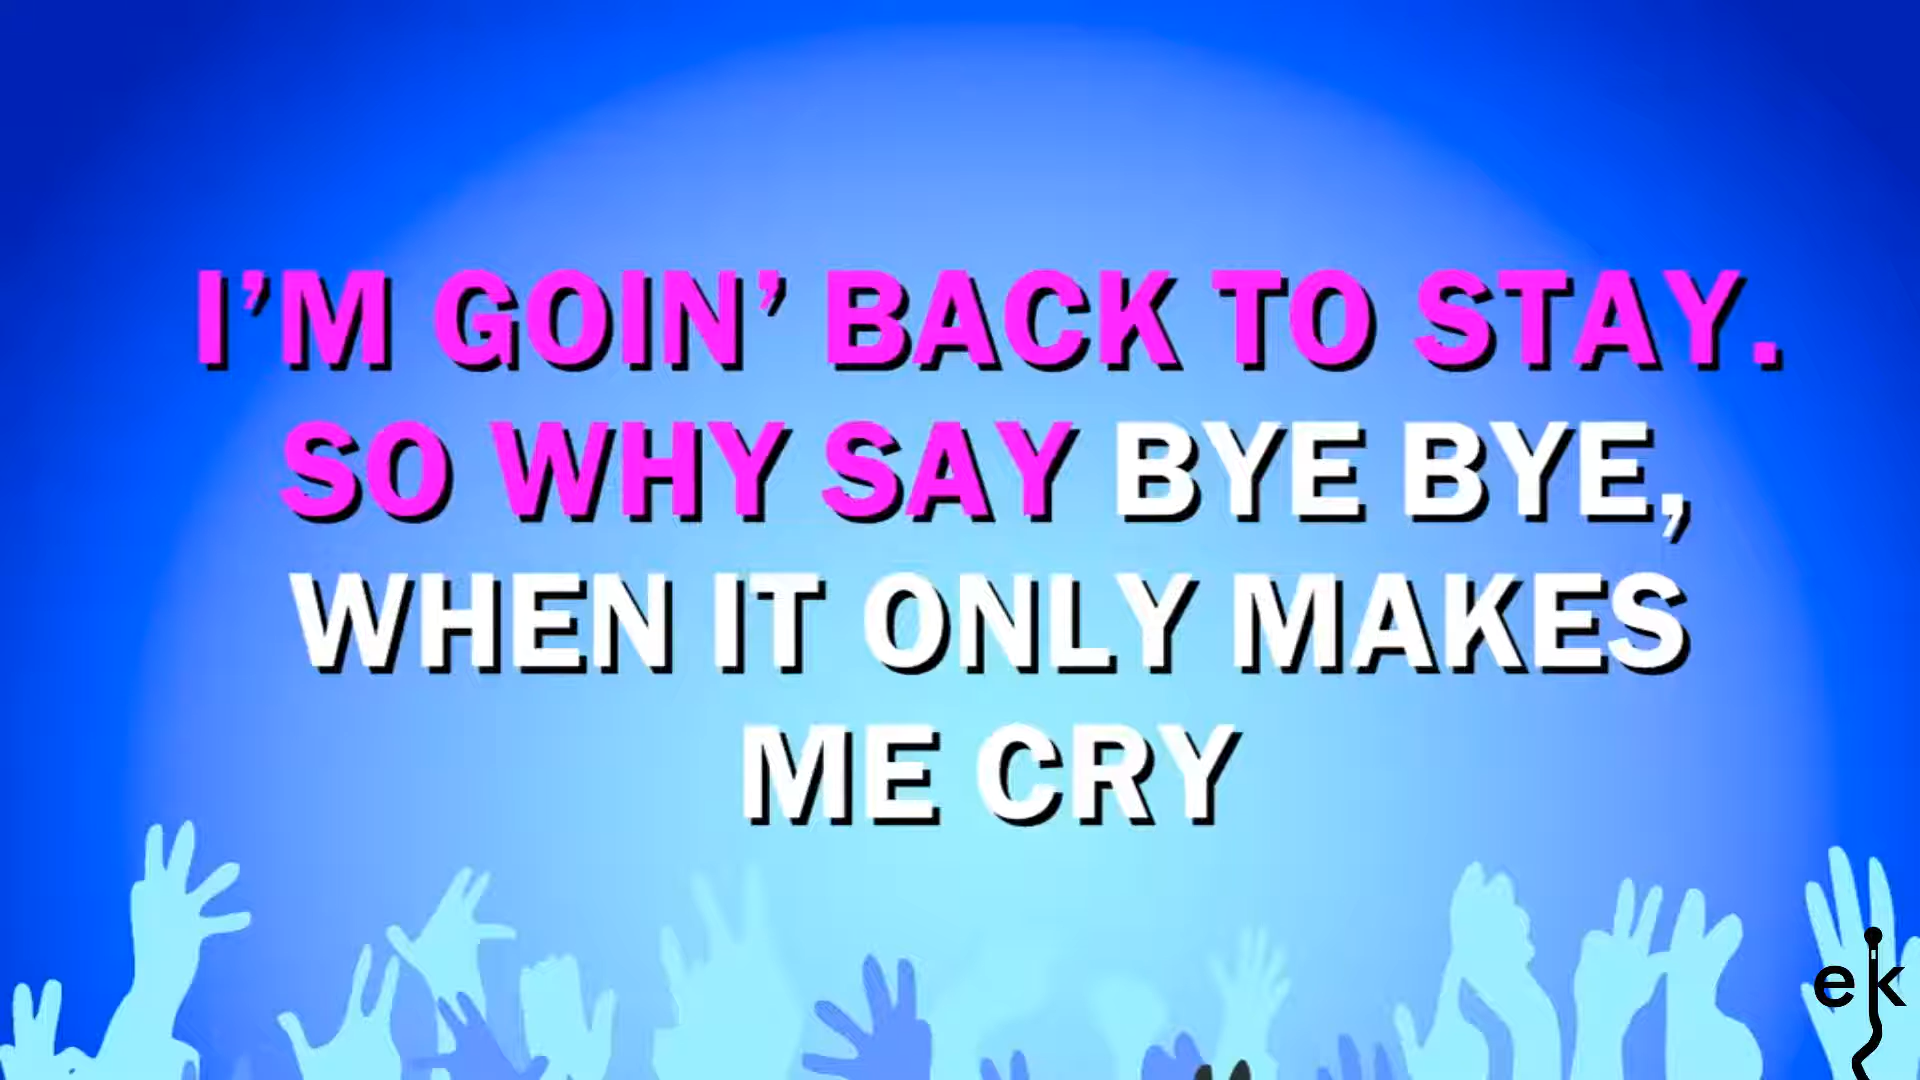 I’M GOIN’ BACK TO STAY.
SO WHY SAY BYE BYE,
WHEN IT ONLY MAKES
ME CRY
ek